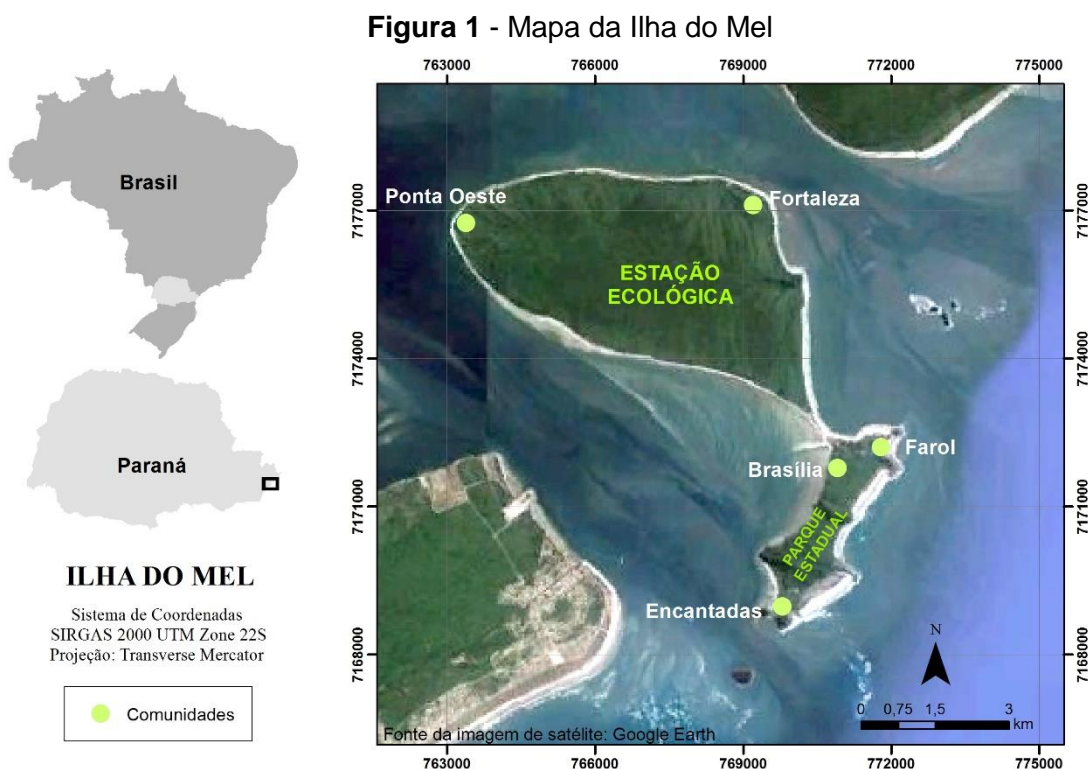 Figura 1 - Mapa da Ilha do Mel
763000 766000 769000 772000 775000
Brasil
Paraná
ILHA DO MEL
Sistema de Coordenadas
SIRGAS 2000 UTM Zone 22S
Projeção: Transverse Mercator
Comunidades
7177000
7174000
7171000
7168000
Ponta Oeste
Fortaleza
ESTAÇÃO
ECOLÓGICA
Farol
Brasília
PARQUE
ESTADUAL
Encantadas
N
0 0,75 1,5 3
km
Fonte da imagem de satélite: Google Earth
7177000
7174000
7171000
7168000
763000 766000 769000 772000 775000